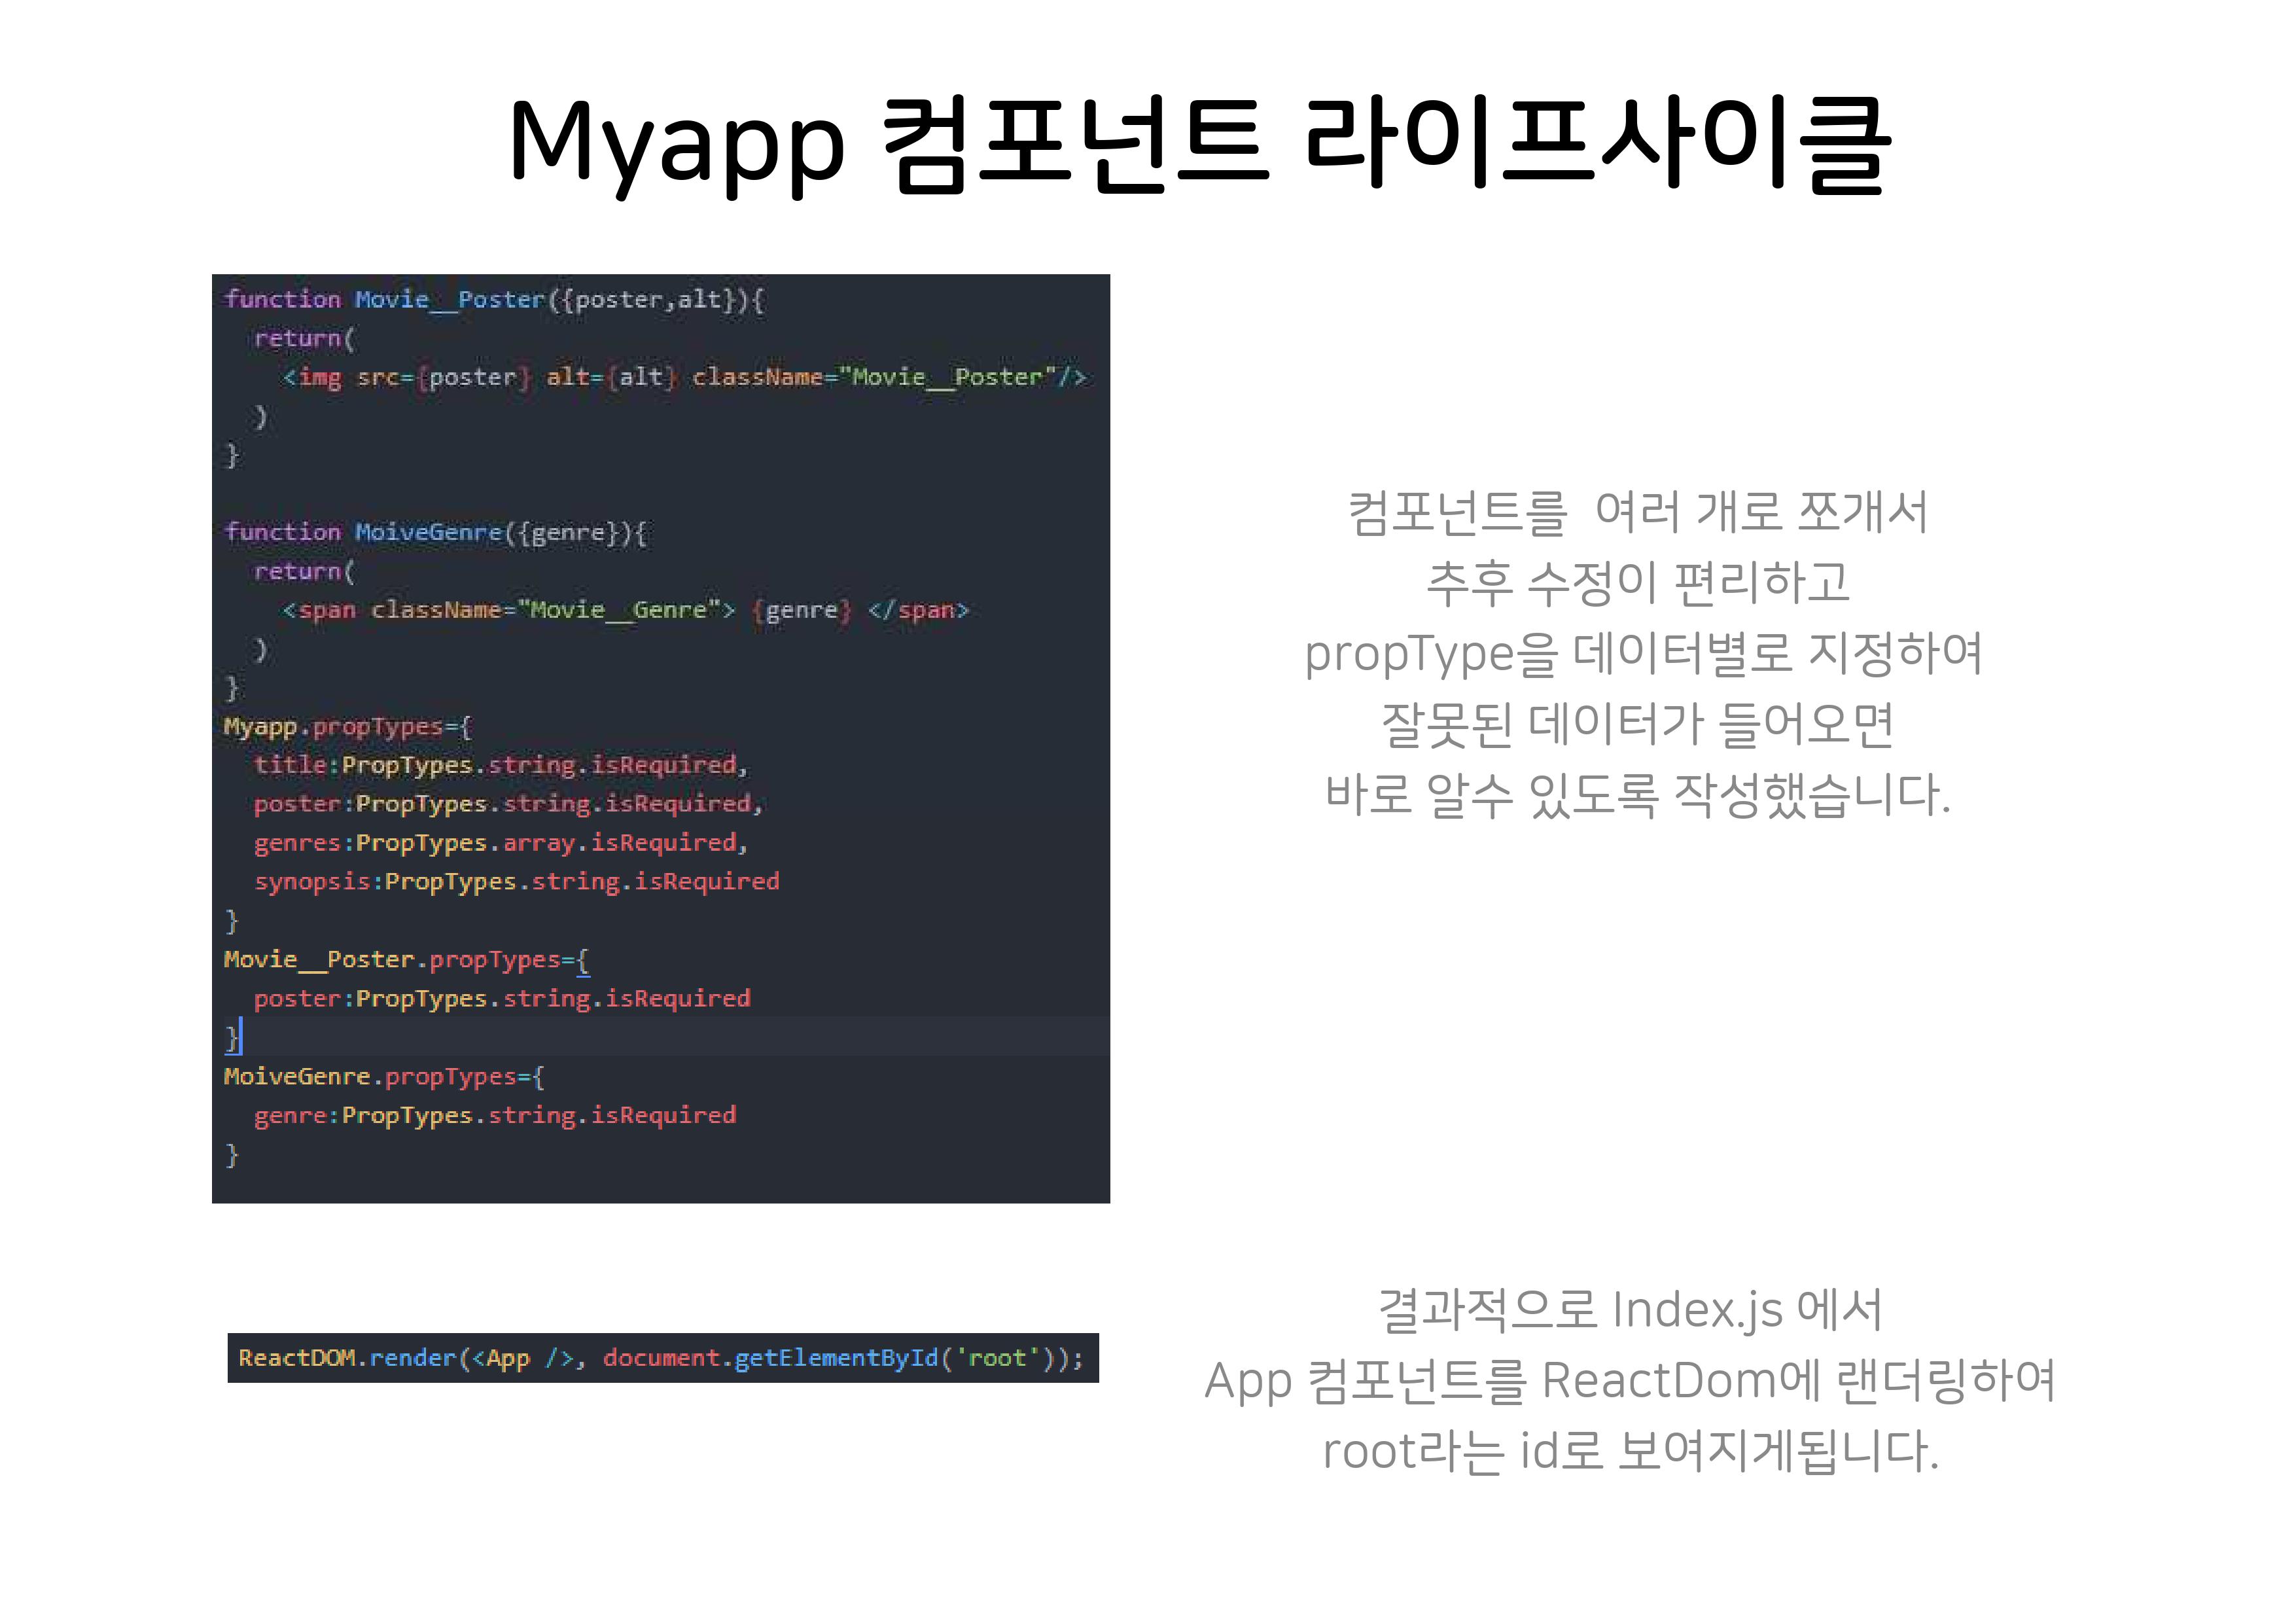 Myapp 컴포넌트 라이프사이클
function Movie__Poster({poster,alt}){
  return(
    <img src={poster} alt={alt} className="Movie__Poster"/>
  )
}
function MoiveGenre({genre}){
  return(
    <span className="Movie__Genre"> {genre} </span>
  )
}
Myapp.propTypes={
  title:PropTypes.string.isRequired,
  poster:PropTypes.string.isRequired,
  genres:PropTypes.array.isRequired,
  synopsis:PropTypes.string.isRequired
}
Movie__Poster.propTypes={
  poster:PropTypes.string.isRequired
}
MoiveGenre.propTypes={
  genre:PropTypes.string.isRequired
}
컴포넌트를  여러 개로 쪼개서
추후 수정이 편리하고
propType을 데이터별로 지정하여
잘못된 데이터가 들어오면
바로 알수 있도록 작성했습니다.
ReactDOM.render(<App />, document.getElementById('root'));
결과적으로 Index.js 에서
App 컴포넌트를 ReactDom에 랜더링하여
root라는 id로 보여지게됩니다.